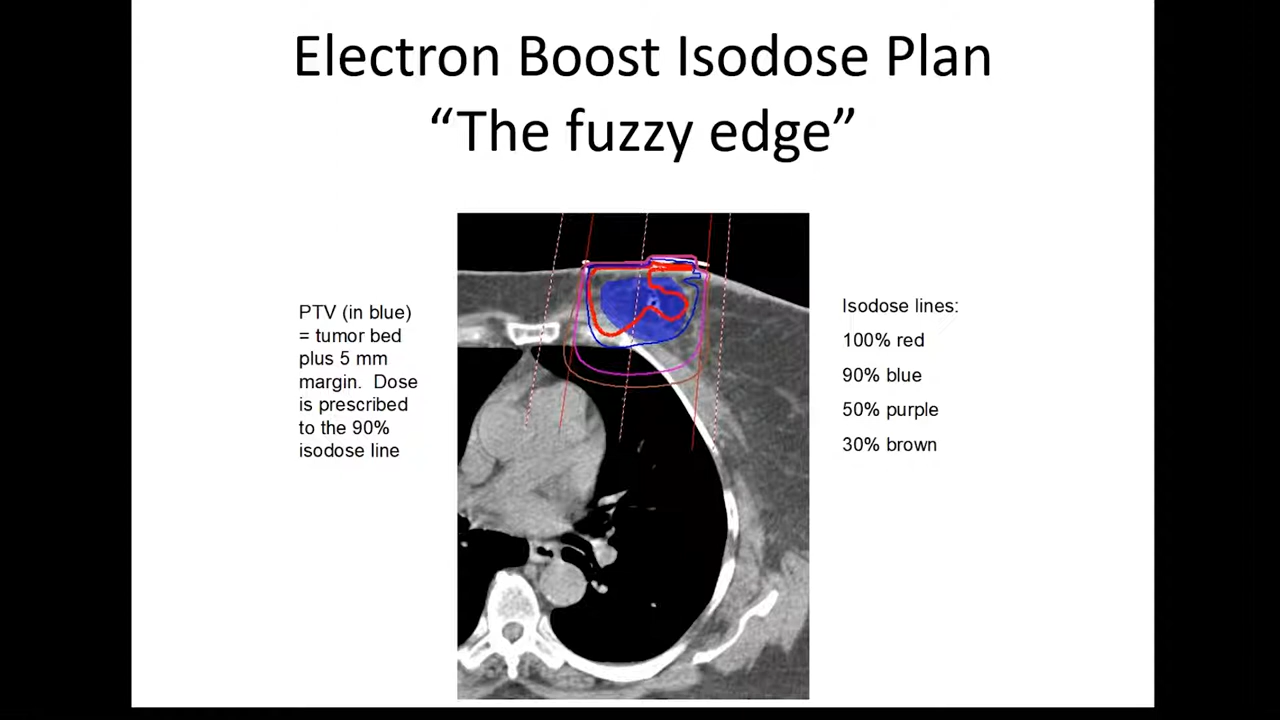 Electron Boost Isodose Plan
“The fuzzy edge”
PTV (in blue)
= tumor bed
plus 5 mm
margin. Dose
is prescribed
to the 90%
isodose line
Isodose lines:
100% red
90% blue
50% purple
30% brown